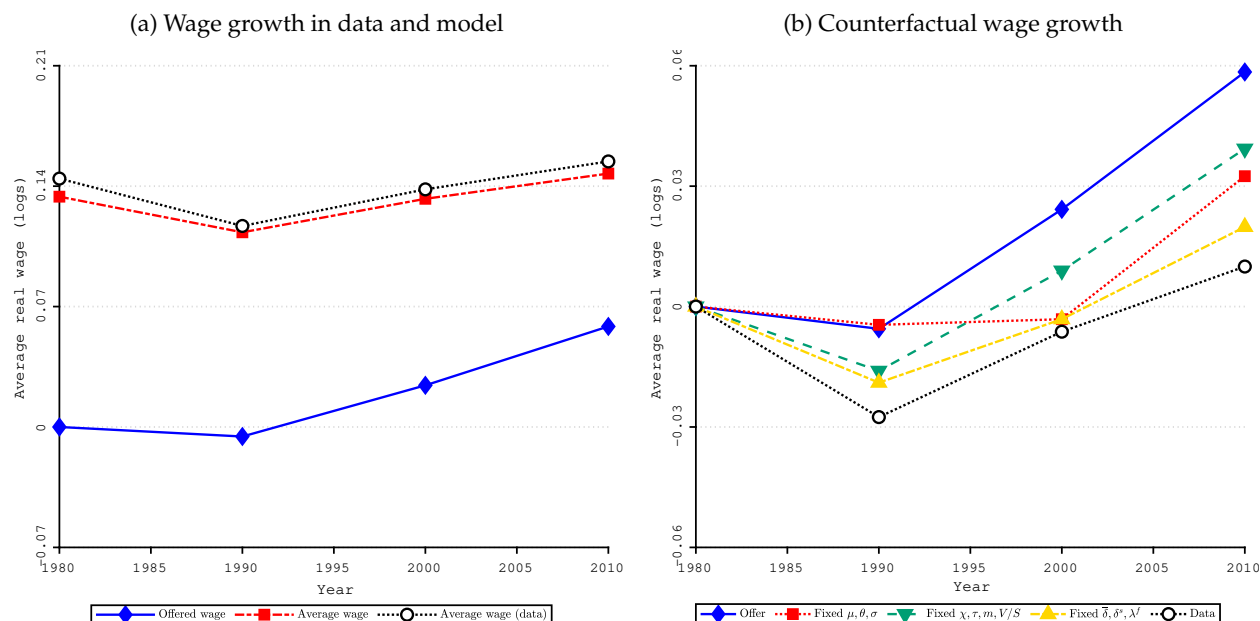 (a) Wage growth in data and model
0.21
0.14
0.07
0
-0.07
Average real wage (logs)
1980 1985 1990 1995 2000 2005 2010
Year
Offered wage Average wage Average wage (data)
(b) Counterfactual wage growth
0.06
0.03
0
-0.03
-0.06
Average real wage (logs)
1980 1985 1990 1995 2000 2005 2010
Year
Offer Fixed μ, θ, σ Fixed χ, τ, m, V/S Fixed δ̅, δˢ, λᶠ Data